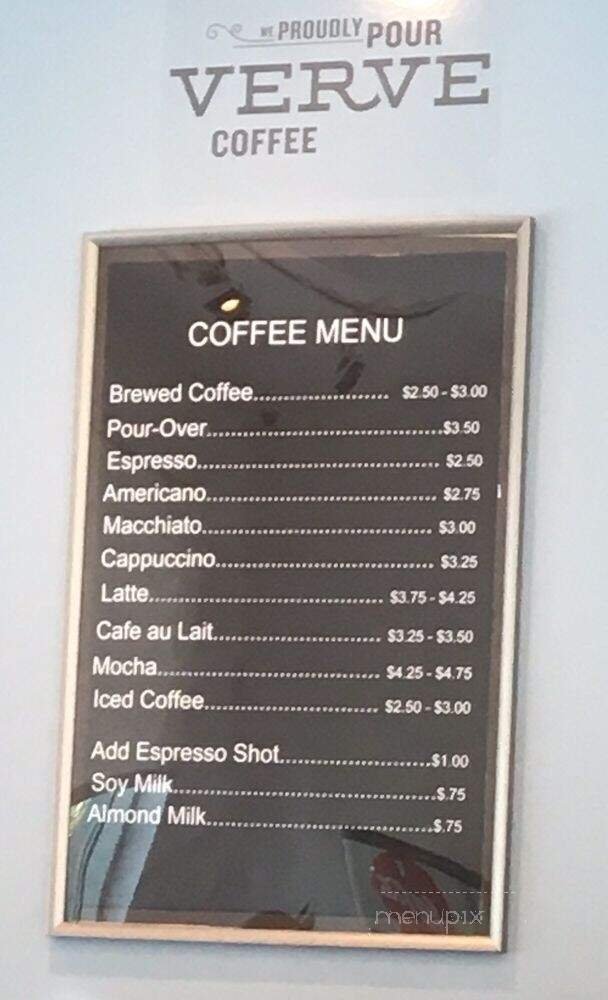 WE PROUDLY POUR
VERVE
COFFEE
COFFEE MENU
Brewed Coffee....................... $2.50 - $3.00
Pour-Over........................................$3.50
Espresso......................................... $2.50
Americano....................................... $2.75
Macchiato....................................... $3.00
Cappuccino..................................... $3.25
Latte....................................... $3.75 - $4.25
Cafe au Lait............................ $3.25 - $3.50
Mocha..................................... $4.25 - $4.75
Iced Coffee............................. $2.50 - $3.00
Add Espresso Shot..........................$1.00
Soy Milk............................................$.75
Almond Milk......................................$.75
menupix